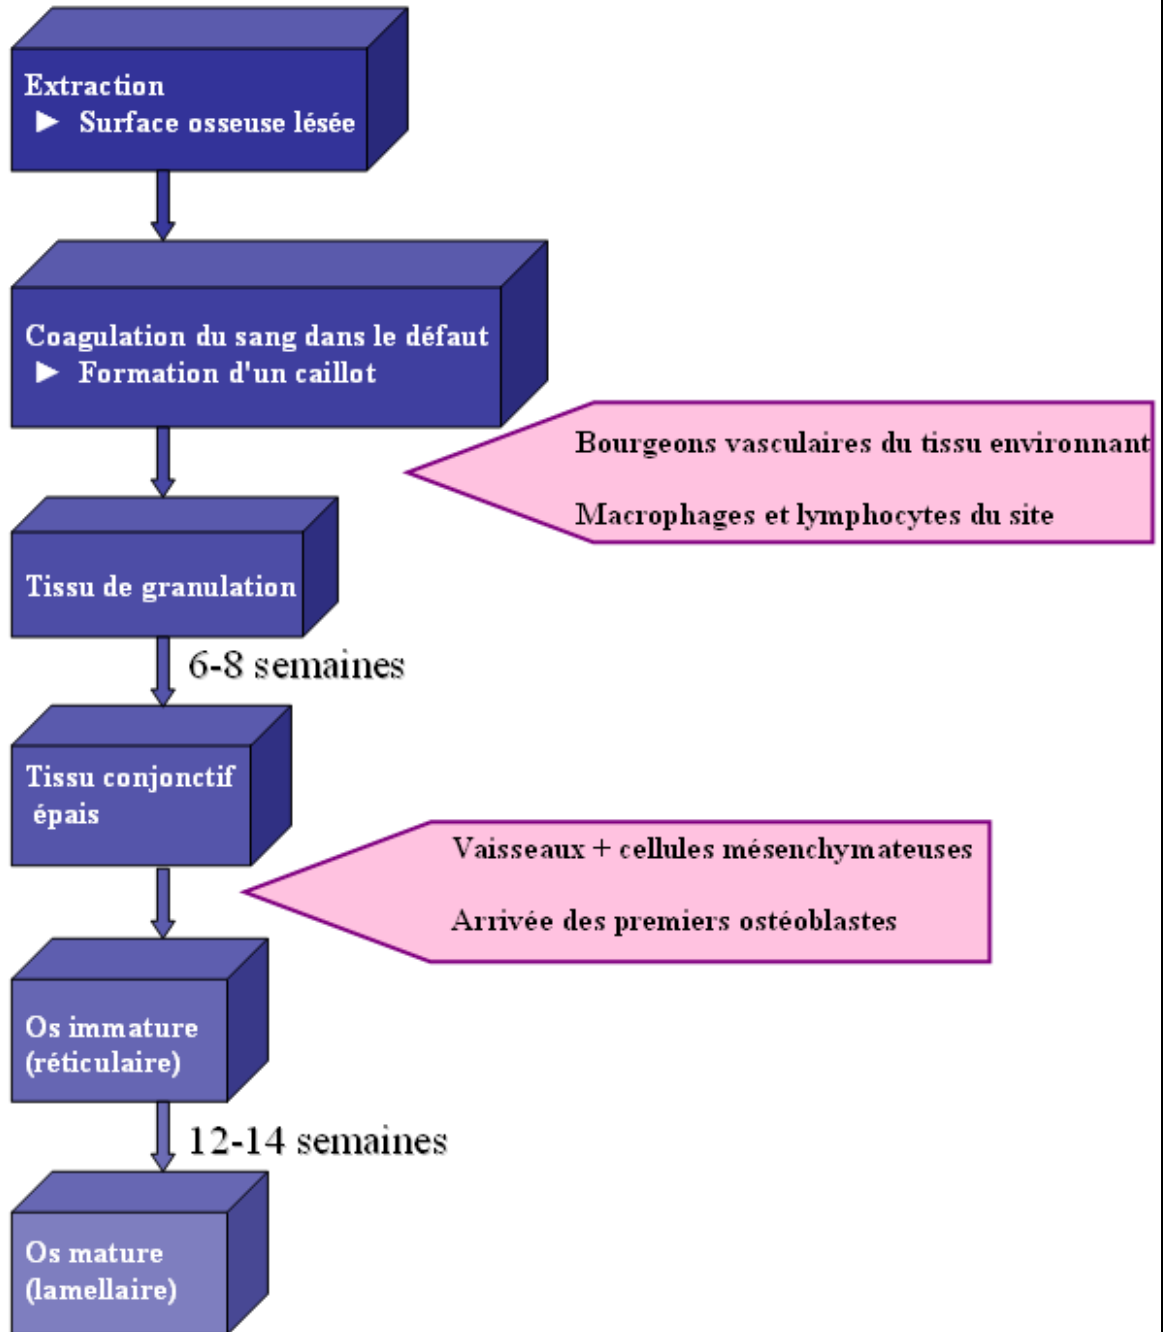 Extraction
► Surface osseuse lésée
Coagulation du sang dans le défaut
► Formation d'un caillot
Bourgeons vasculaires du tissu environnant
Macrophages et lymphocytes du site
Tissu de granulation
6-8 semaines
Tissu conjonctif
épais
Vaisseaux + cellules mésenchymateuses
Arrivée des premiers ostéoblastes
Os immature
(réticulaire)
12-14 semaines
Os mature
(lamellaire)